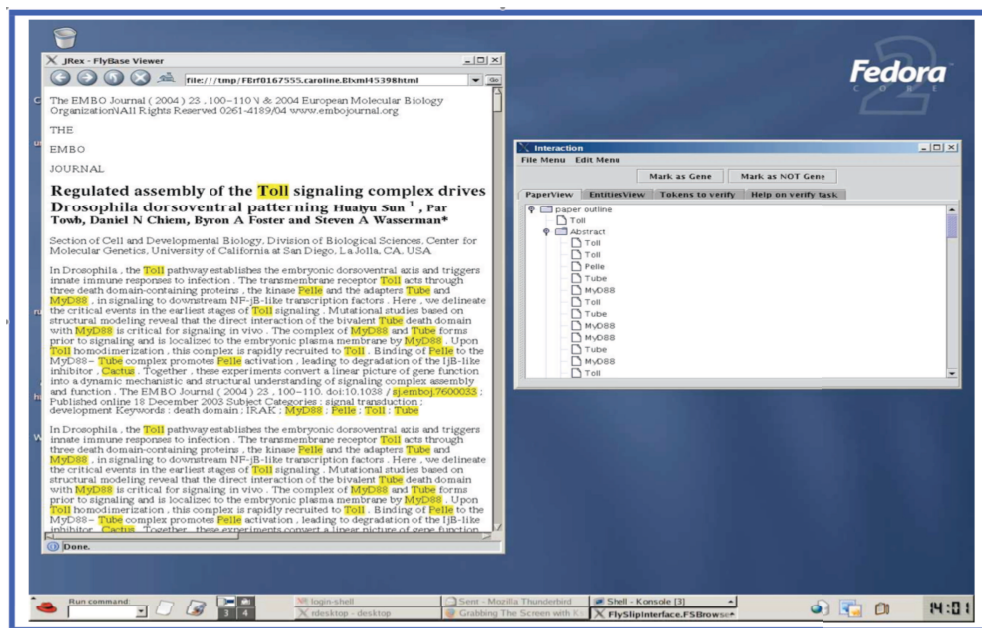 JRex - FlyBase Viewer
file:///tmp/FBrf0167555.caroline.Etxml45398html
Go
The EMBO Journal ( 2004 ) 23 , 100–110 \/ & 2004 European Molecular Biology
Organization\/All Rights Reserved 0261-4189/04 www.embojournal.org
THE
EMBO
JOURNAL
Regulated assembly of the Toll signaling complex drives
Drosophila dorsoventral patterning Huaiyu Sun 1 , Par
Towb, Daniel N Chiem, Byron A Foster and Steven A Wasserman*
Section of Cell and Developmental Biology, Division of Biological Sciences, Center for
Molecular Genetics, University of California at San Diego, La Jolla, CA, USA
In Drosophila , the Toll pathway establishes the embryonic dorsoventral axis and triggers
innate immune responses to infection . The transmembrane receptor Toll acts through
three death domain-containing proteins , the kinase Pelle and the adapters Tube and
MyD88 , in signaling to downstream NF-jB-like transcription factors . Here , we delineate
the critical events in the earliest stages of Toll signaling . Mutational studies based on
structural modeling reveal that the direct interaction of the bivalent Tube death domain
with MyD88 is critical for signaling in vivo . The complex of MyD88 and Tube forms
prior to signaling and is localized to the embryonic plasma membrane by MyD88 . Upon
Toll homodimerization , this complex is rapidly recruited to Toll . Binding of Pelle to the
MyD88– Tube complex promotes Pelle activation , leading to degradation of the IjB-like
inhibitor , Cactus . Together , these experiments convert a linear picture of gene function
into a dynamic mechanistic and structural understanding of signaling complex assembly
and function . The EMBO Journal ( 2004 ) 23 , 100–110. doi:10.1038 / sj.emboj.7600033 ;
Published online 18 December 2003 Subject Categories : signal transduction ;
development Keywords : death domain ; IRAK ; MyD88 ; Pelle ; Toll ; Tube
In Drosophila , the Toll pathway establishes the embryonic dorsoventral axis and triggers
innate immune responses to infection . The transmembrane receptor Toll acts through
three death domain-containing proteins , the kinase Pelle and the adapters Tube and
MyD88 , in signaling to downstream NF-jB-like transcription factors . Here , we delineate
the critical events in the earliest stages of Toll signaling . Mutational studies based on
structural modeling reveal that the direct interaction of the bivalent Tube death domain
with MyD88 is critical for signaling in vivo . The complex of MyD88 and Tube forms
prior to signaling and is localized to the embryonic plasma membrane by MyD88 . Upon
Toll homodimerization , this complex is rapidly recruited to Toll . Binding of Pelle to the
MyD88– Tube complex promotes Pelle activation , leading to degradation of the IjB-like
inhibitor , Cactus . Together , these experiments convert a linear picture of gene function
Done.
Fedora
CORE
2
Interaction
File Menu Edit Menu
Mark as Gene Mark as NOT Gene
PaperView EntitiesView Tokens to verify Help on verify task
paper outline
Toll
Abstract
Toll
Toll
Pelle
Tube
MyD88
Toll
Tube
MyD88
MyD88
Tube
MyD88
Toll
Run command:
3 4
login-shell
rdesktop - desktop
Sent - Mozilla Thunderbird
Grabbing The Screen with K
Shell - Konsole [3]
FlySlipInterface.FSBrowse
14:01